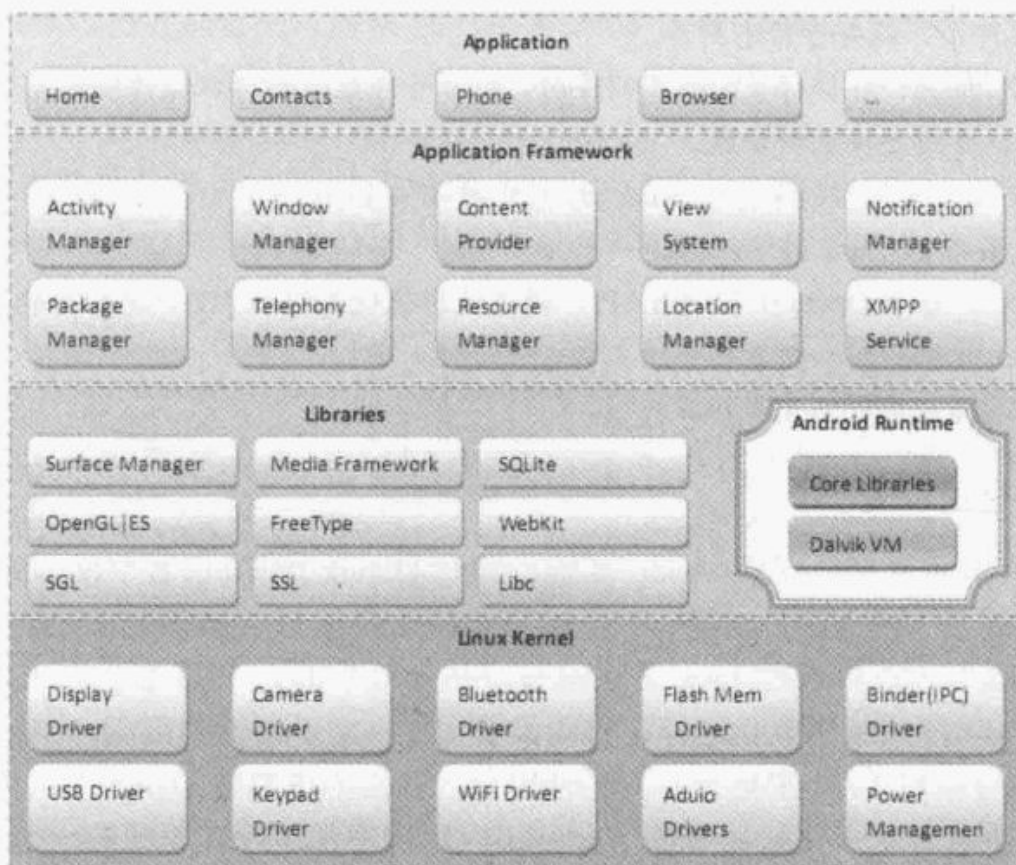 Application
Home
Contacts
Phone
Browser
...
Application Framework
Activity
Manager
Window
Manager
Content
Provider
View
System
Notification
Manager
Package
Manager
Telephony
Manager
Resource
Manager
Location
Manager
XMPP
Service
Libraries
Surface Manager
Media Framework
SQLite
OpenGL|ES
FreeType
WebKit
SGL
SSL
Libc
Android Runtime
Core Libraries
Dalvik VM
Linux Kernel
Display
Driver
Camera
Driver
Bluetooth
Driver
Flash Mem
Driver
Binder(IPC)
Driver
USB Driver
Keypad
Driver
WiFi Driver
Aduio
Drivers
Power
Managemen